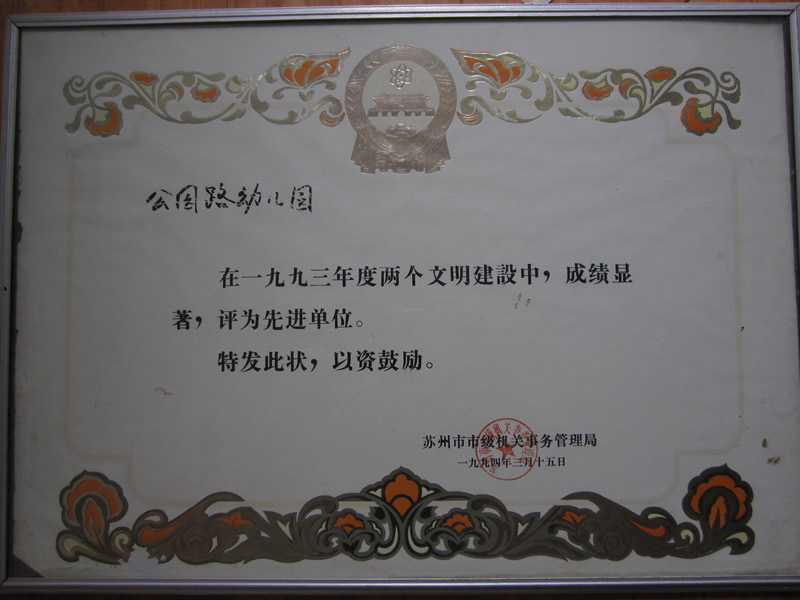 公园路幼儿园
在一九九三年度两个文明建設中，成绩显
著，评为先进单位。
特发此状，以资鼓励。
苏州市市级机关事务管理局
一九九四年三月十五日